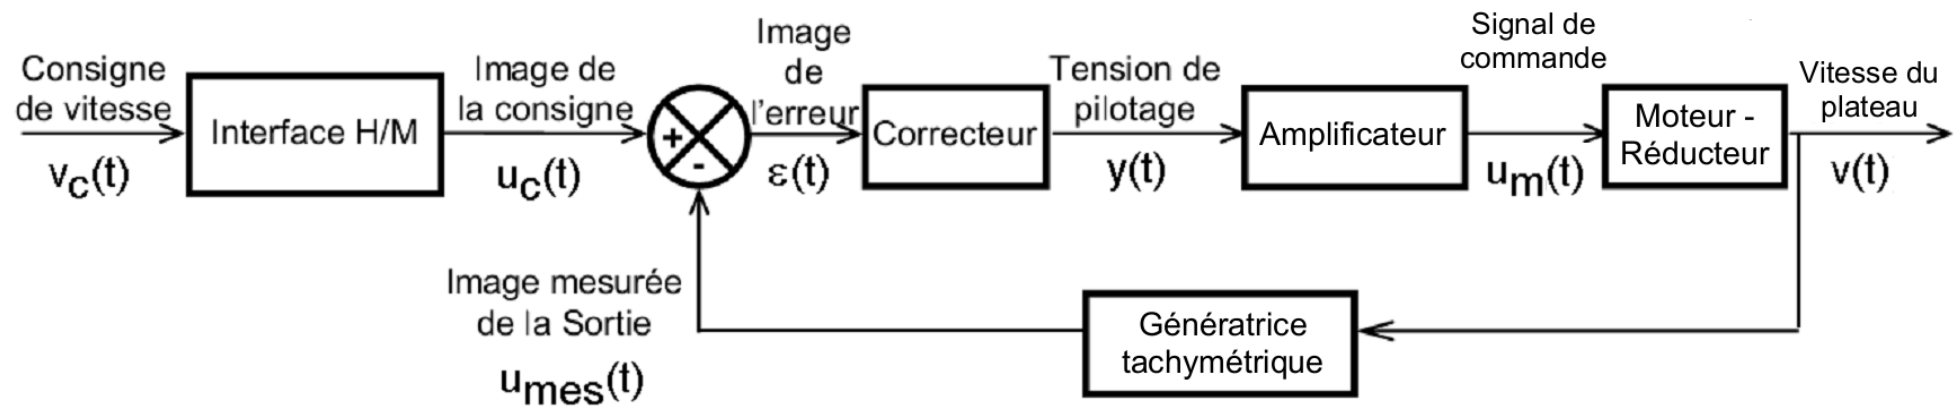 Consigne
de vitesse
vc(t)
Interface H/M
Image de
la consigne
uc(t)
+
-
Image
de
l'erreur
ε(t)
Correcteur
Tension de
pilotage
y(t)
Amplificateur
Signal de
commande
um(t)
Moteur -
Réducteur
Vitesse du
plateau
v(t)
Image mesurée
de la Sortie
umes(t)
Génératrice
tachymétrique